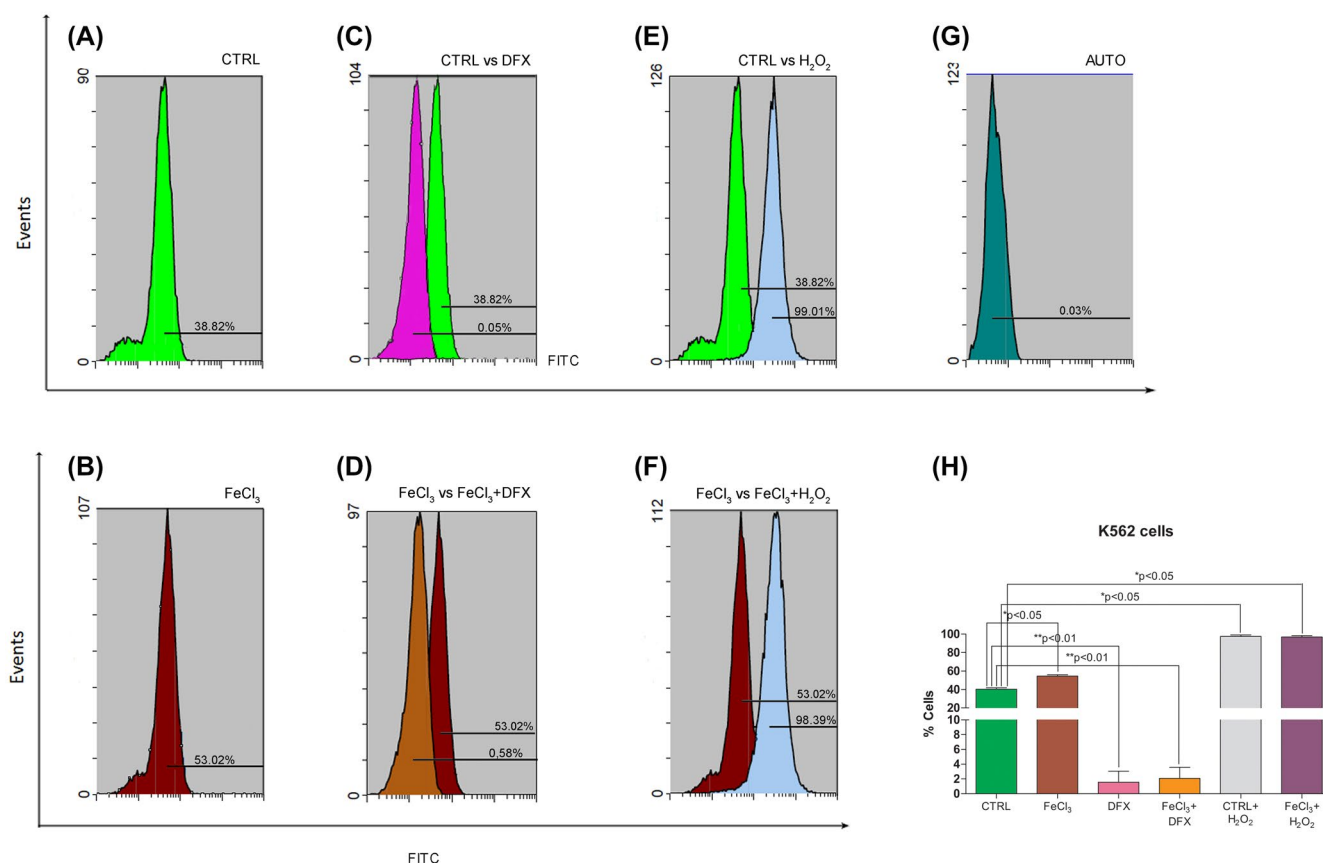 (A)
CTRL
90
0
38.82%
(C)
CTRL vs DFX
104
0
38.82%
0.05%
(E)
CTRL vs H₂O₂
126
0
38.82%
99.01%
(G)
AUTO
123
0
0.03%
Events
FITC
(B)
FeCl₃
107
0
53.02%
(D)
FeCl₃ vs FeCl₃+DFX
97
0
53.02%
0,58%
(F)
FeCl₃ vs FeCl₃+H₂O₂
112
0
53.02%
98.39%
Events
FITC
(H)
K562 cells
*p<0.05
*p<0.05
*p<0.05
**p<0.01
**p<0.01
% Cells
100
80
60
40
20
10
8
6
4
2
0
CTRL
FeCl₃
DFX
FeCl₃+
DFX
CTRL+
H₂O₂
FeCl₃+
H₂O₂